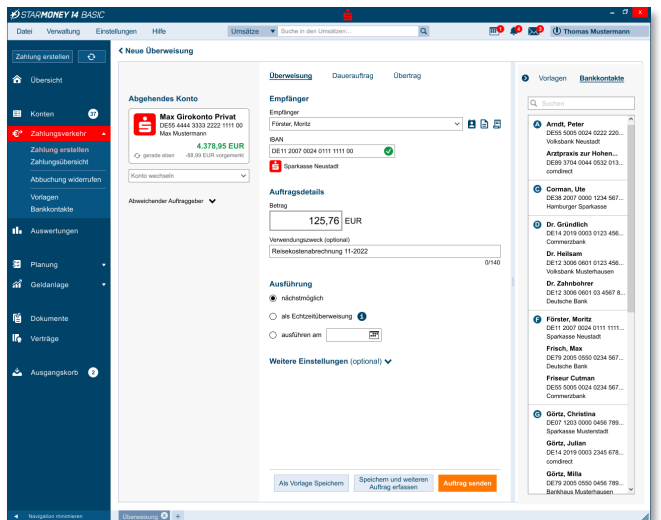 STARMONEY 14 BASIC
Datei Verwaltung Einstellungen Hilfe
Umsätze Suche in den Umsätzen...
Thomas Mustermann
Zahlung erstellen
Übersicht
Konten 37
Zahlungsverkehr
Zahlung erstellen
Zahlungsübersicht
Abbuchung widerrufen
Vorlagen
Bankkontakte
Auswertungen
Planung
Geldanlage
Dokumente
Verträge
Ausgangskorb 2
Navigation minimieren
Neue Überweisung
Abgehendes Konto
Max Girokonto Privat
DE55 4444 3333 2222 1111 00
Max Mustermann
4.378,95 EUR
gerade eben -88,99 EUR vorgemerkt
Konto wechseln
Abweichender Auftraggeber
Überweisung Dauerauftrag Übertrag
Empfänger
Empfänger
Förster, Moritz
IBAN
DE11 2007 0024 0111 1111 00
Sparkasse Neustadt
Auftragsdetails
Betrag
125,76 EUR
Verwendungszweck (optional)
Reisekostenabrechnung 11-2022
0/140
Ausführung
nächstmöglich
als Echtzeitüberweisung
ausführen am
Weitere Einstellungen (optional)
Als Vorlage Speichern
Speichern und weiteren
Auftrag erfassen
Auftrag senden
Überweisung +
Vorlagen Bankkontakte
Suchen
A Arndt, Peter
DE55 5005 0024 0222 220...
Volksbank Neustadt
Arztpraxis zur Hohen...
DE89 3704 0044 0532 013...
comdirect
C Corman, Ute
DE38 2007 0000 1234 567...
Hamburger Sparkasse
D Dr. Gründlich
DE14 2019 0003 0123 456...
Commerzbank
Dr. Heilsam
DE12 3006 0601 0123 456...
Volksbank Musterhausen
Dr. Zahnbohrer
DE12 3006 0601 03 4567 8...
Deutsche Bank
F Förster, Moritz
DE11 2007 0024 0111 1111...
Sparkasse Neustadt
Frisch, Max
DE79 2005 0550 0234 567...
Deutsche Bank
Friseur Cutman
DE55 5005 0024 0234 567...
Commerzbank
G Görtz, Christina
DE07 1203 0000 0456 789...
Sparkasse Musterstadt
Görtz, Julian
DE14 2019 0003 2345 678...
comdirect
Görtz, Milla
DE79 2005 0550 0456 789...
Bankhaus Musterhausen